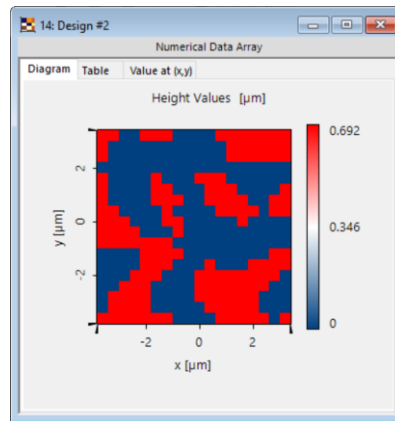 14: Design #2
Numerical Data Array
Diagram Table Value at (x,y)
Height Values [µm]
0.692
2
0
0.346
-2
0
y [µm]
-2 0 2
x [µm]